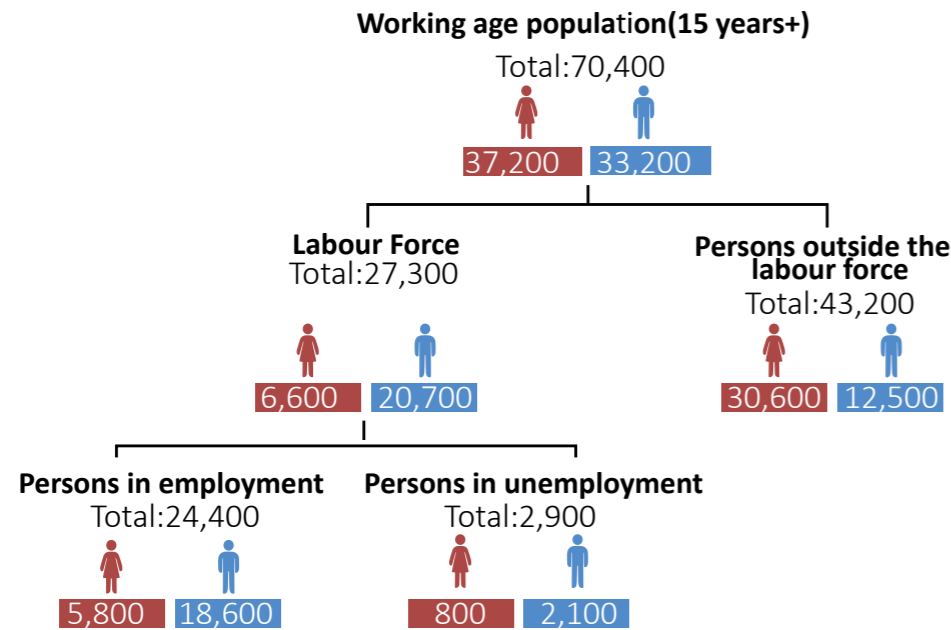 Working age population(15 years+)
Total:70,400
37,200 33,200
Labour Force
Total:27,300
Persons outside the
labour force
Total:43,200
6,600 20,700
30,600 12,500
Persons in employment
Total:24,400
Persons in unemployment
Total:2,900
5,800 18,600
800 2,100